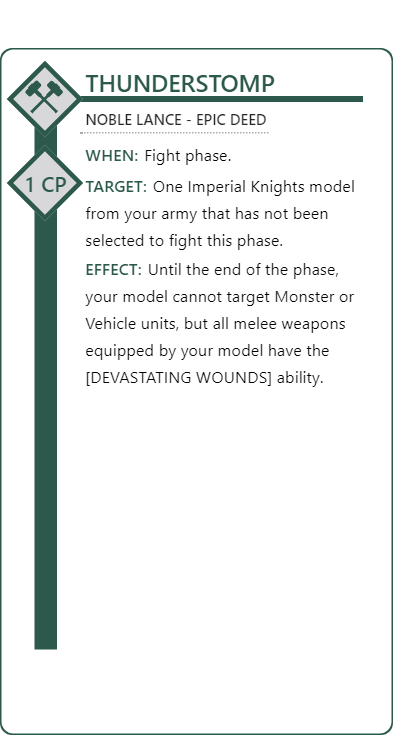 THUNDERSTOMP
NOBLE LANCE - EPIC DEED
WHEN: Fight phase.
1 CP
TARGET: One Imperial Knights model
from your army that has not been
selected to fight this phase.
EFFECT: Until the end of the phase,
your model cannot target Monster or
Vehicle units, but all melee weapons
equipped by your model have the
[DEVASTATING WOUNDS] ability.